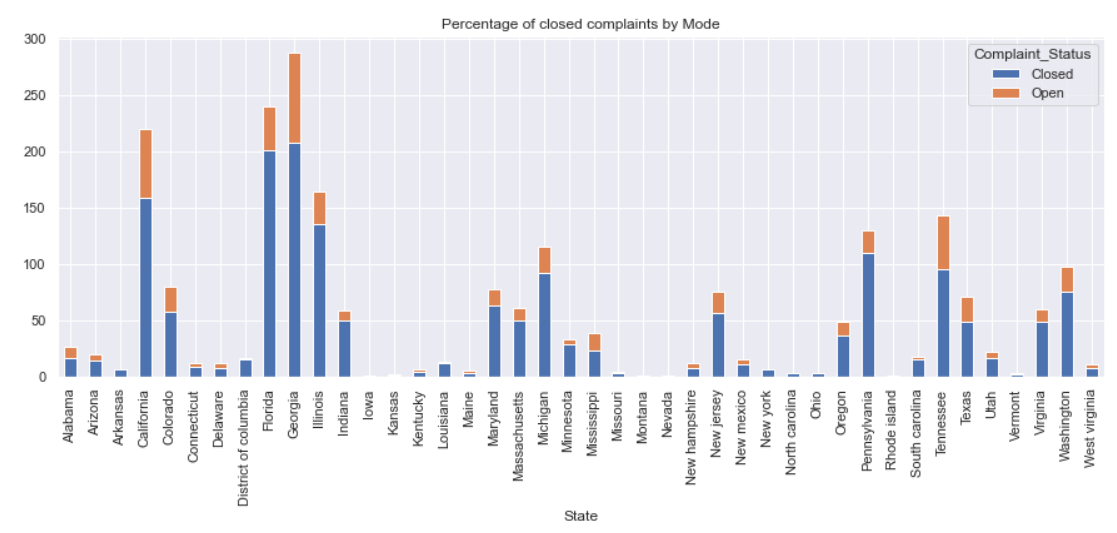 Percentage of closed complaints by Mode
300
250
200
150
100
50
0
Complaint_Status
Closed
Open
Alabama
Arizona
Arkansas
California
Colorado
Connecticut
Delaware
District of columbia
Florida
Georgia
Illinois
Indiana
Iowa
Kansas
Kentucky
Louisiana
Maine
Maryland
Massachusetts
Michigan
Minnesota
Mississippi
Missouri
Montana
Nevada
New hampshire
New jersey
New mexico
New york
North carolina
Ohio
Oregon
Pennsylvania
Rhode island
South carolina
Tennessee
Texas
Utah
Vermont
Virginia
Washington
West virginia
State